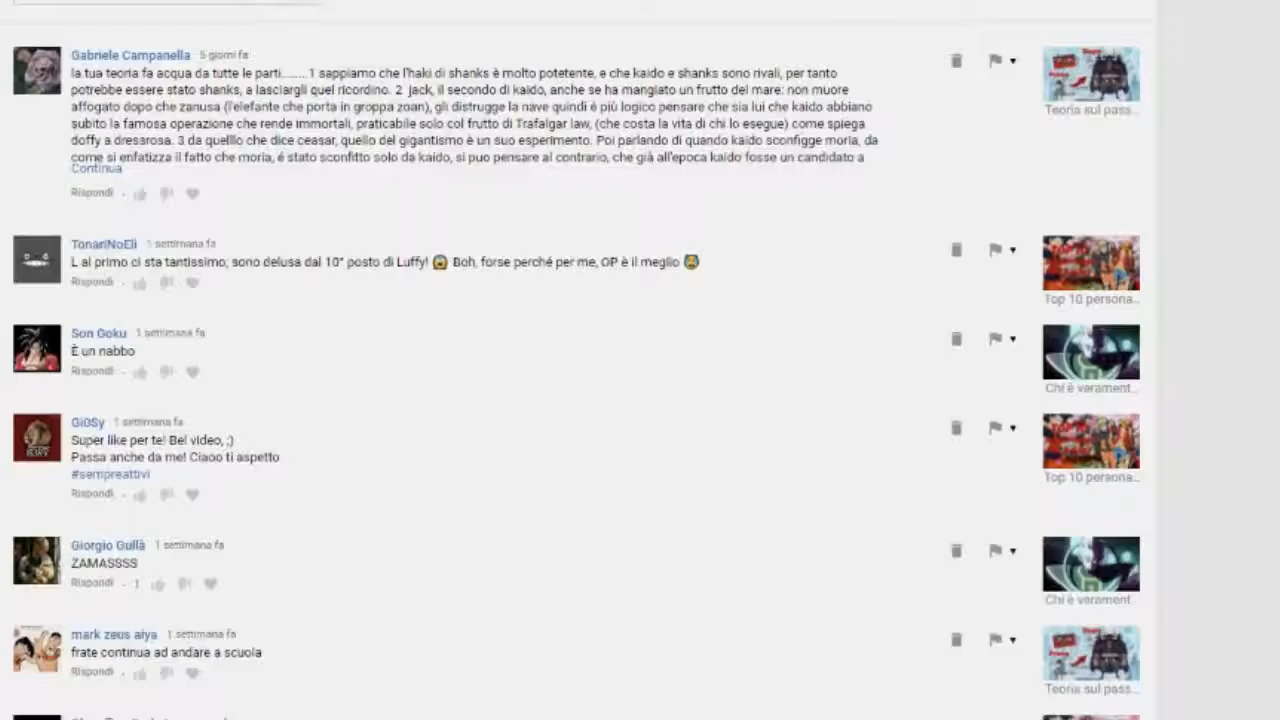 Gabriele Campanella 5 giorni fa
la tua teoria fa acqua da tutte le parti........1 sappiamo che l'haki di shanks è molto potetente, e che kaido e shanks sono rivali, per tanto
potrebbe essere stato shanks, a lasciargli quel ricordino. 2 jack, il secondo di kaido, anche se ha mangiato un frutto del mare: non muore
affogato dopo che zanusa (l'elefante che porta in groppa zoan), gli distrugge la nave quindi è più logico pensare che sia lui che kaido abbiano
subito la famosa operazione che rende immortali, praticabile solo col frutto di Trafalgar law, (che costa la vita di chi lo esegue) come spiega
doffy a dressrosa. 3 da quelllo che dice ceasar, quello del gigantismo è un suo esperimento. Poi parlando di quando kaido sconfigge moria, da
come si enfatizza il fatto che moria, é stato sconfitto solo da kaido, si puo pensare al contrario, che già all'epoca kaido fosse un candidato a
Continua
Rispondi
Teoria sul pass...
TonariNoEli 1 settimana fa
L al primo ci sta tantissimo, sono delusa dal 10° posto di Luffy! 😱 Boh, forse perché per me, OP è il meglio 😭
Rispondi
Top 10 persona...
Son Goku 1 settimana fa
È un nabbo
Rispondi
Chi è verament...
Gi0Sy 1 settimana fa
Super like per te! Bel video, ;)
Passa anche da me! Ciaoo ti aspetto
#sempreattivi
Rispondi
Top 10 persona...
Giorgio Gullà 1 settimana fa
ZAMASSSS
Rispondi 1
Chi è verament...
mark zeus aiya 1 settimana fa
frate continua ad andare a scuola
Rispondi
Teoria sul pass...